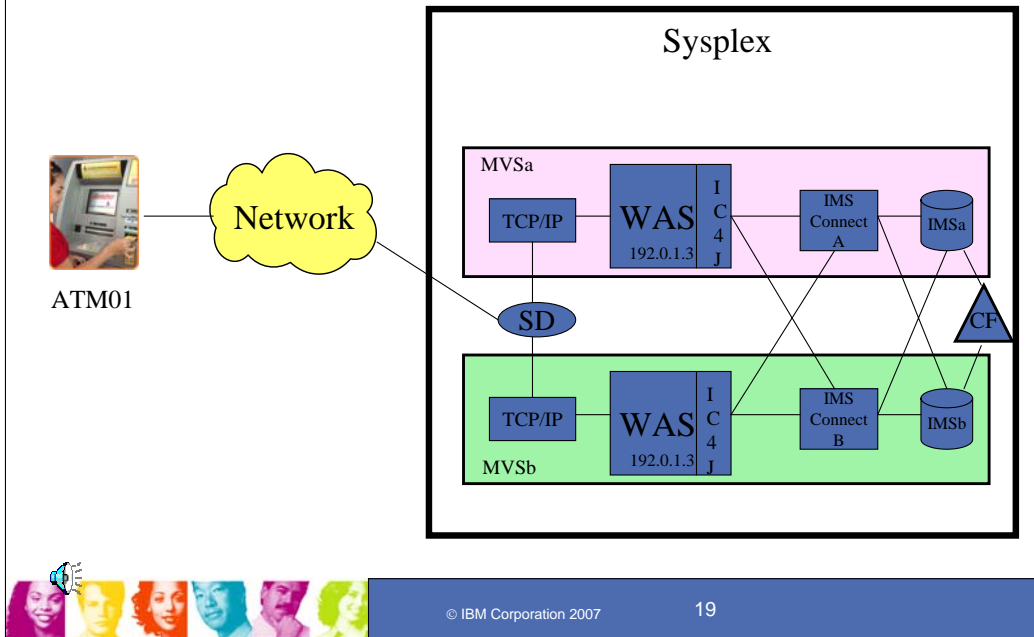 Sysplex
ATM01
Network
SD
MVSa
TCP/IP
WAS
192.0.1.3
I
C
4
J
IMS
Connect
A
IMSa
CF
MVSb
TCP/IP
WAS
192.0.1.3
I
C
4
J
IMS
Connect
B
IMSb
© IBM Corporation 2007
19